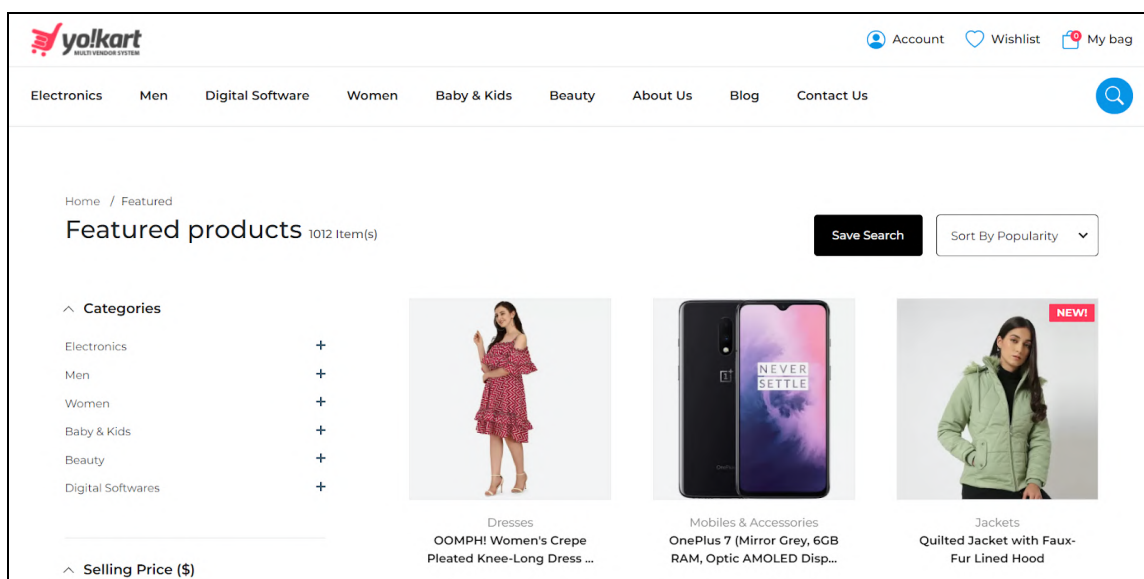 yo!kart
MULTI VENDOR SYSTEM
Account Wishlist 0 My bag
Electronics Men Digital Software Women Baby & Kids Beauty About Us Blog Contact Us
Home / Featured
Featured products 1012 Item(s)
Save Search
Sort By Popularity
Categories
Electronics +
Men +
Women +
Baby & Kids +
Beauty +
Digital Softwares +
Selling Price ($)
Dresses
OOMPH! Women's Crepe
Pleated Knee-Long Dress ...
NEVER
SETTLE
Mobiles & Accessories
OnePlus 7 (Mirror Grey, 6GB
RAM, Optic AMOLED Disp...
NEW!
Jackets
Quilted Jacket with Faux-
Fur Lined Hood